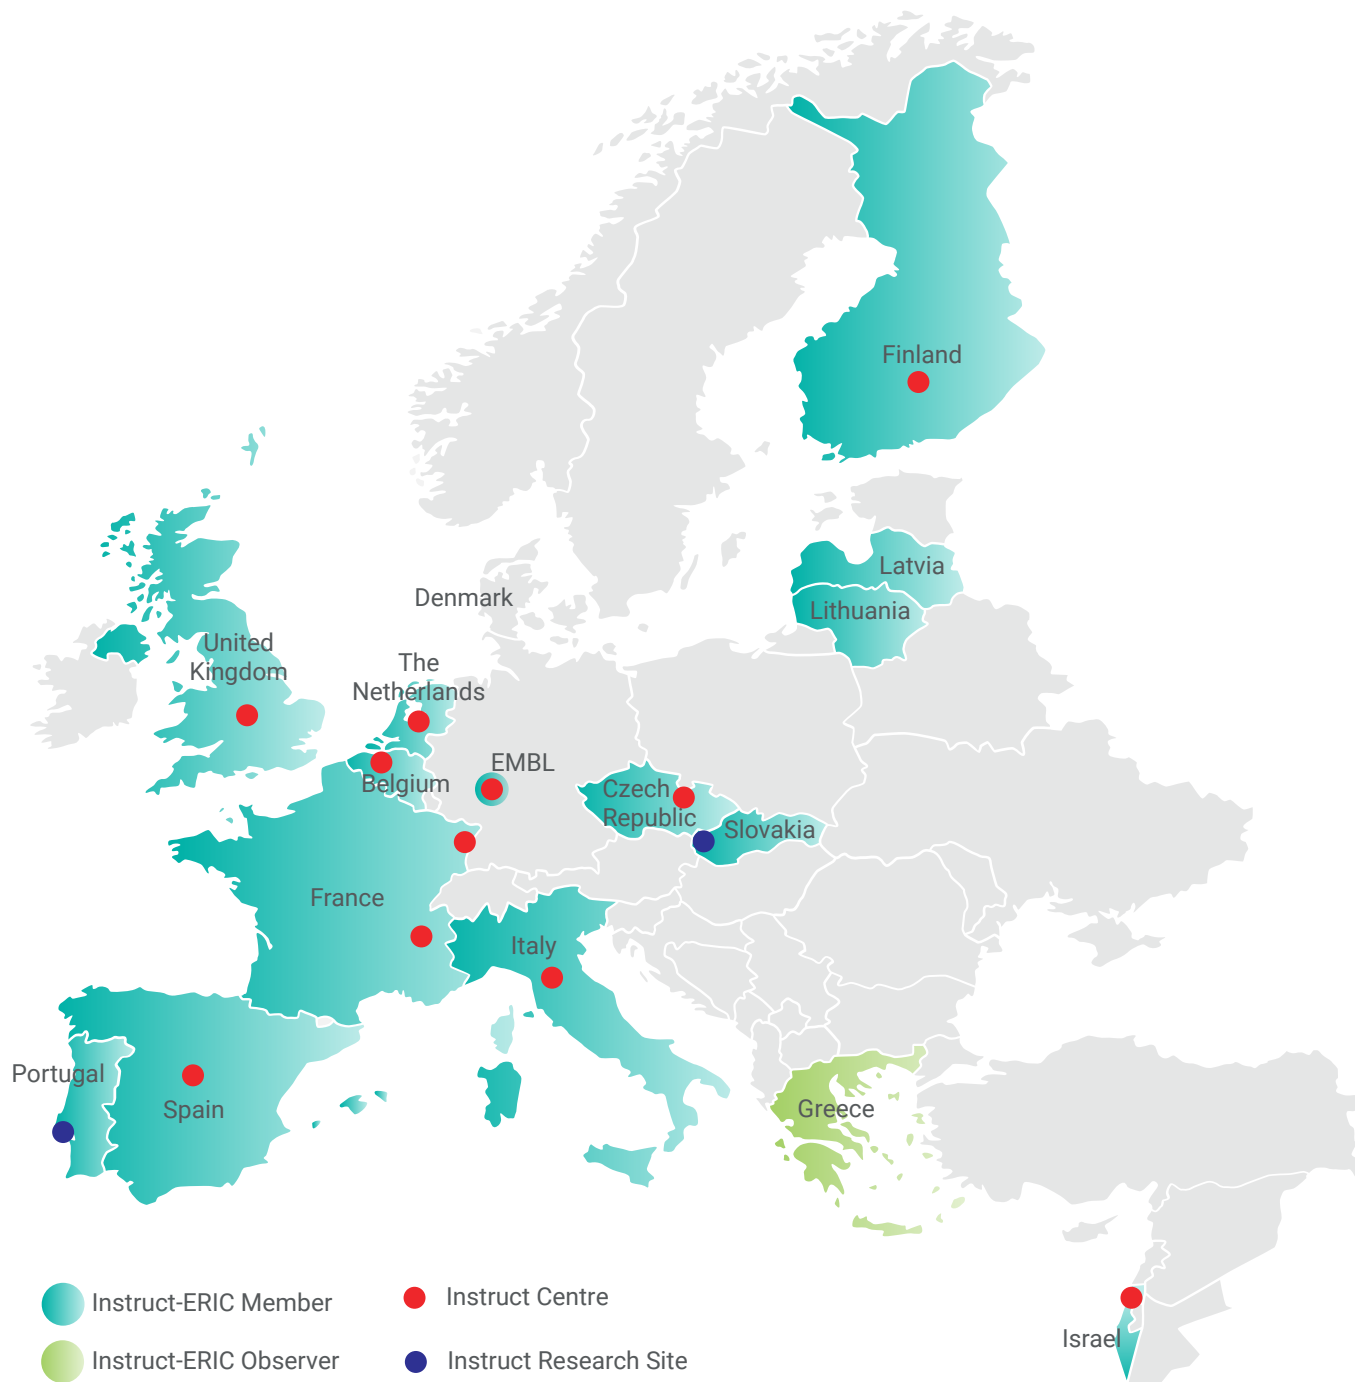 Finland
Latvia
Denmark
Lithuania
United
Kingdom
The
Netherlands
EMBL
Belgium
Czech
Republic
Slovakia
France
Italy
Portugal
Spain
Greece
Instruct-ERIC Member
Instruct Centre
Israel
Instruct-ERIC Observer
Instruct Research Site